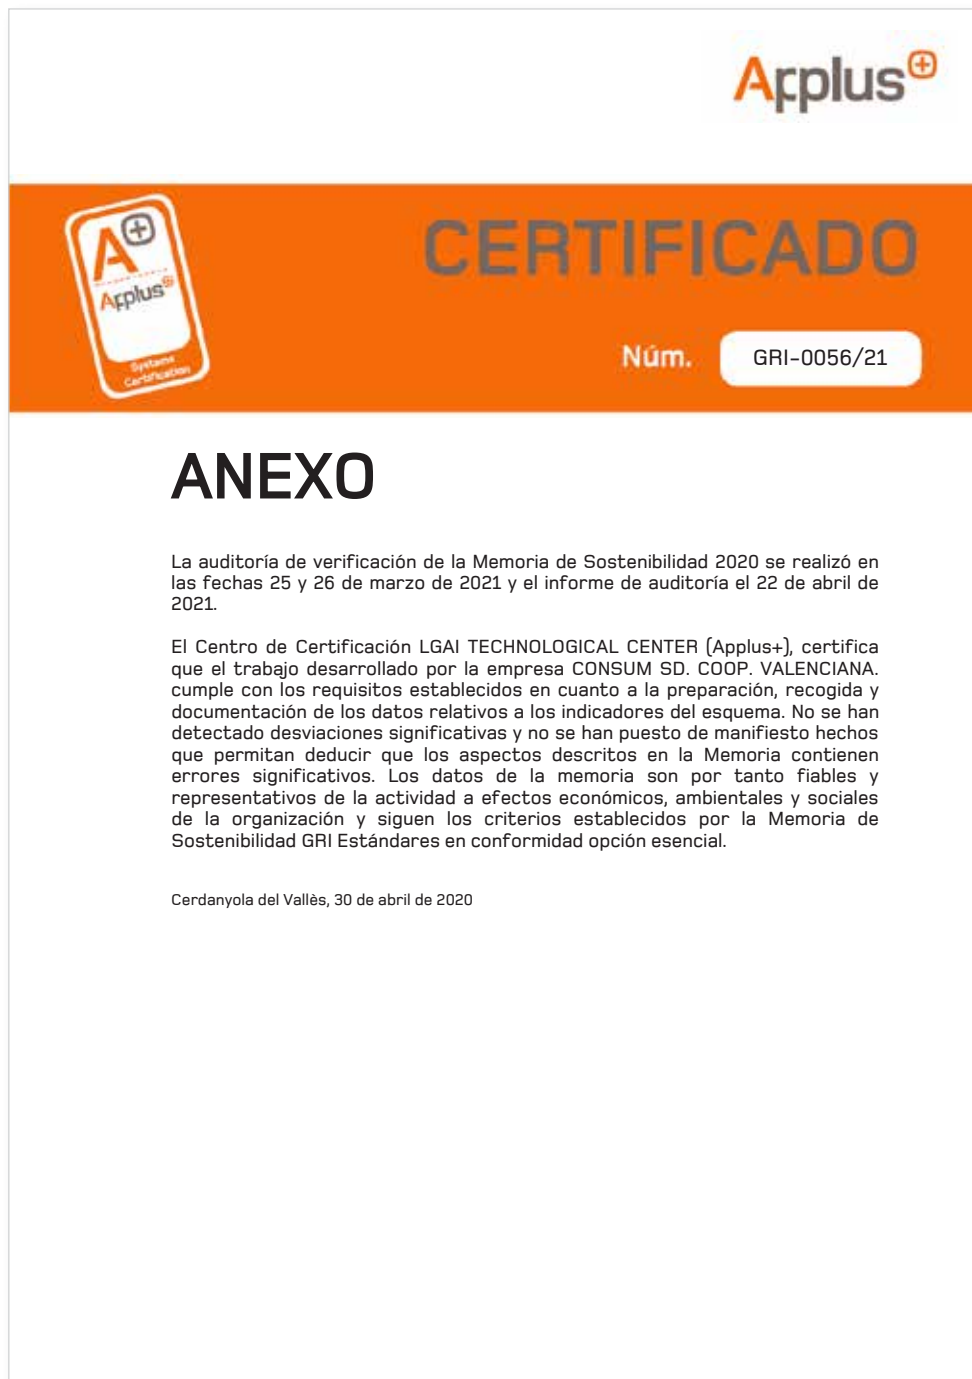 Applus+
A+
Applus+
Systems
Certification
CERTIFICADO
Núm.
GRI-0056/21
ANEXO
La auditoría de verificación de la Memoria de Sostenibilidad 2020 se realizó en
las fechas 25 y 26 de marzo de 2021 y el informe de auditoría el 22 de abril de
2021.
El Centro de Certificación LGAI TECHNOLOGICAL CENTER (Applus+), certifica
que el trabajo desarrollado por la empresa CONSUM SD. COOP. VALENCIANA.
cumple con los requisitos establecidos en cuanto a la preparación, recogida y
documentación de los datos relativos a los indicadores del esquema. No se han
detectado desviaciones significativas y no se han puesto de manifiesto hechos
que permitan deducir que los aspectos descritos en la Memoria contienen
errores significativos. Los datos de la memoria son por tanto fiables y
representativos de la actividad a efectos económicos, ambientales y sociales
de la organización y siguen los criterios establecidos por la Memoria de
Sostenibilidad GRI Estándares en conformidad opción esencial.
Cerdanyola del Vallès, 30 de abril de 2020